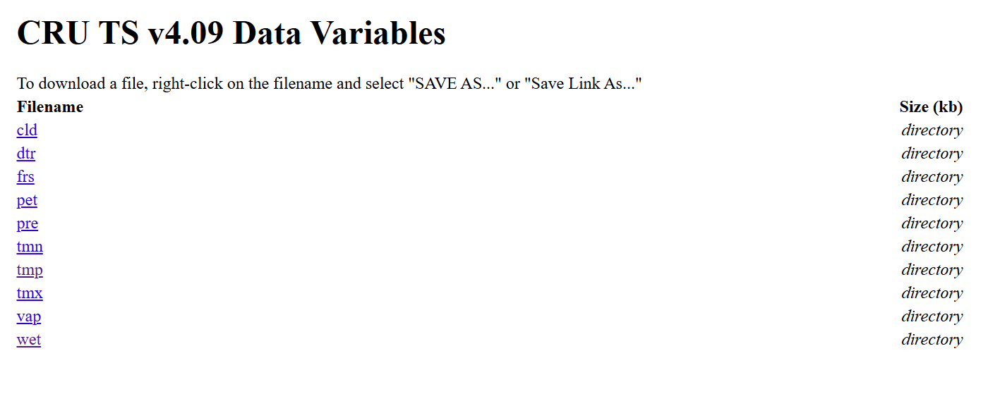 CRU TS v4.09 Data Variables
To download a file, right-click on the filename and select "SAVE AS..." or "Save Link As..."
Filename Size (kb)
cld directory
dtr directory
frs directory
pet directory
pre directory
tmn directory
tmp directory
tmx directory
vap directory
wet directory